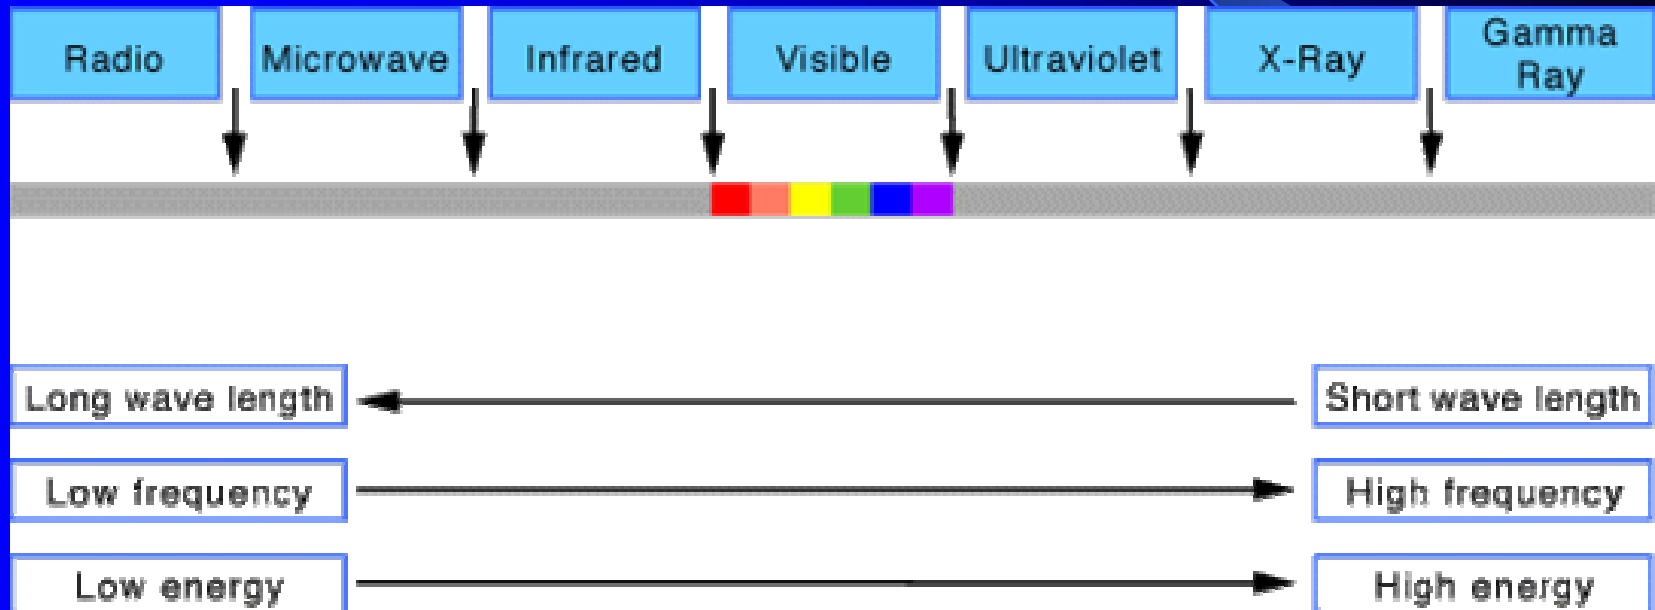 Radio
Microwave
Infrared
Visible
Ultraviolet
X-Ray
Gamma
Ray
Long wave length
Short wave length
Low frequency
High frequency
Low energy
High energy